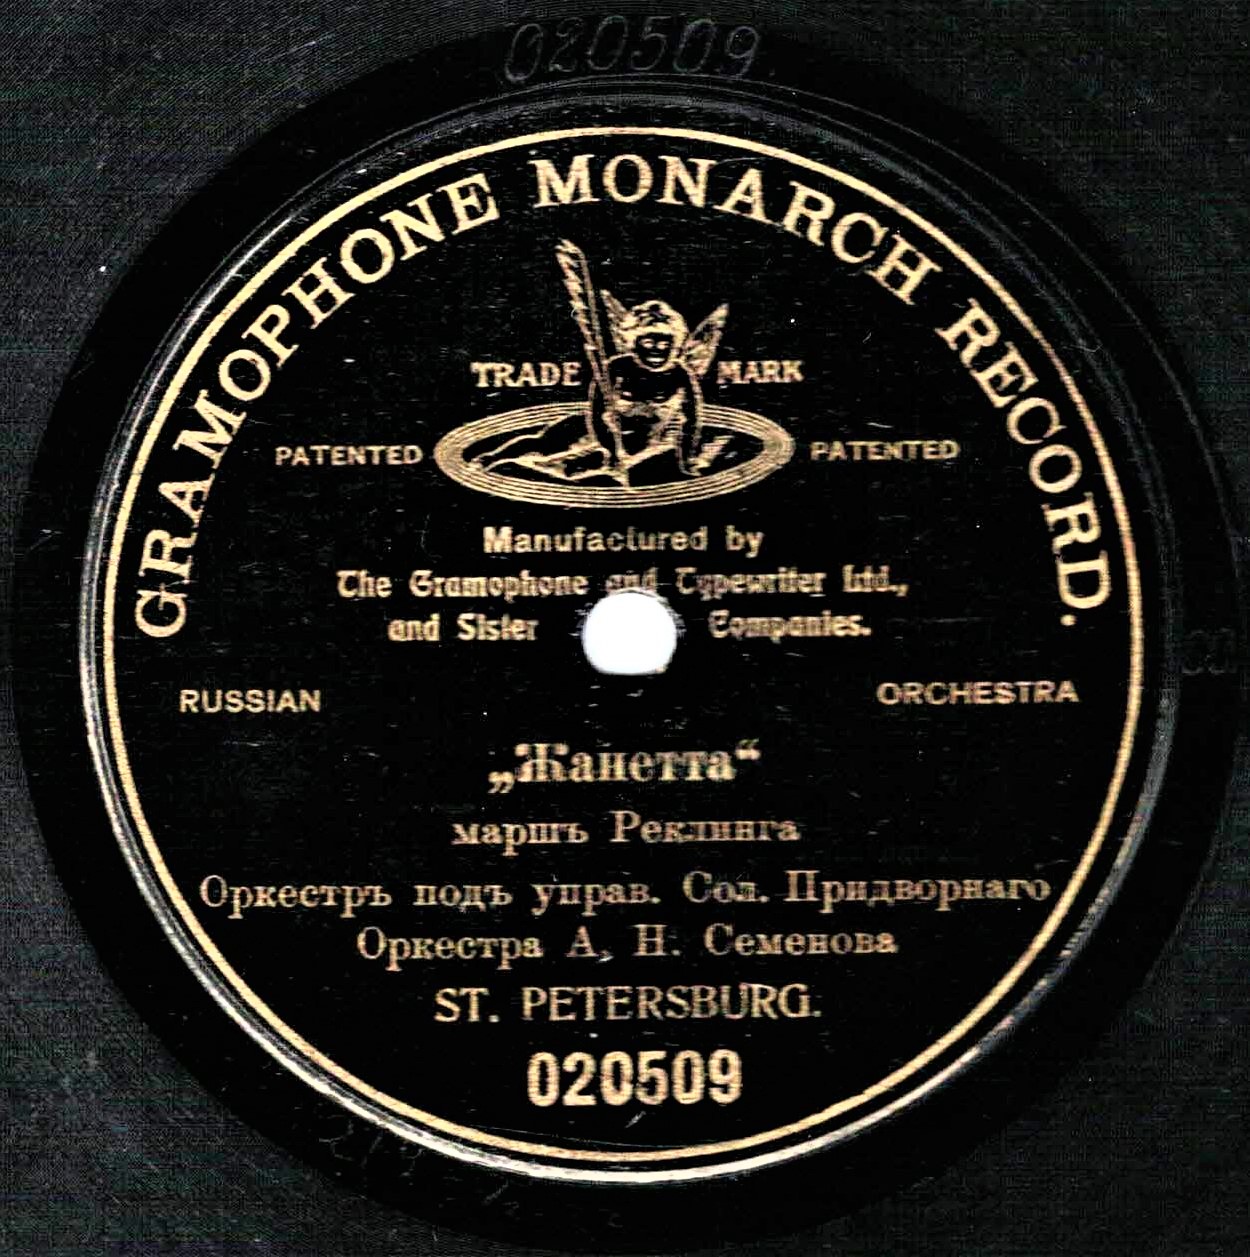 020509
GRAMOPHONE MONARCH RECORD.
TRADE MARK
PATENTED PATENTED
Manufactured by
The Gramophone and Typewriter Ltd.,
and Sister Companies.
RUSSIAN ORCHESTRA
„Жанетта“
маршъ Реклинга
Оркестръ подъ управ. Сол. Придворнаго
Оркестра А. Н. Семенова
ST. PETERSBURG.
020509